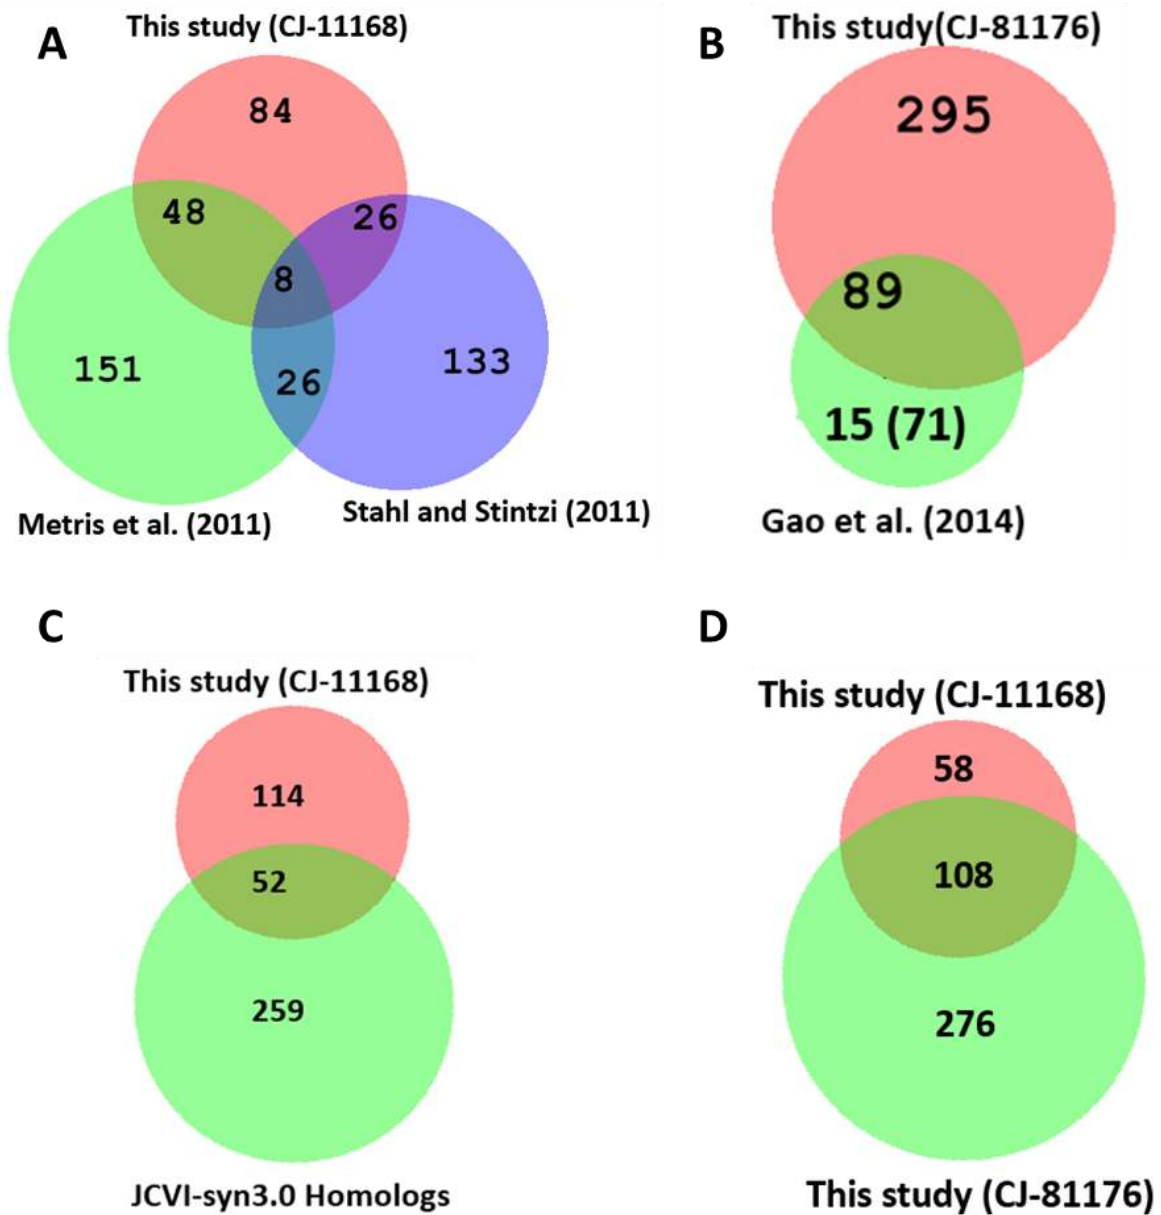 A
This study (CJ-11168)
84
48
26
8
151
26
133
Metris et al. (2011)
Stahl and Stintzi (2011)
B
This study(CJ-81176)
295
89
15 (71)
Gao et al. (2014)
C
This study (CJ-11168)
114
52
259
JCVI-syn3.0 Homologs
D
This study (CJ-11168)
58
108
276
This study (CJ-81176)